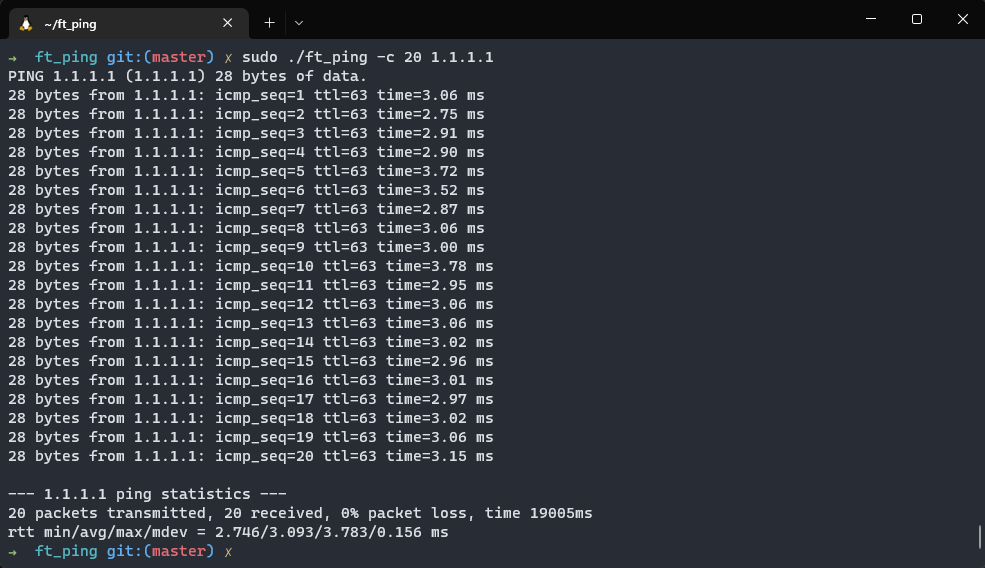 ~/ft_ping
→ ft_ping git:(master) ✗ sudo ./ft_ping -c 20 1.1.1.1
PING 1.1.1.1 (1.1.1.1) 28 bytes of data.
28 bytes from 1.1.1.1: icmp_seq=1 ttl=63 time=3.06 ms
28 bytes from 1.1.1.1: icmp_seq=2 ttl=63 time=2.75 ms
28 bytes from 1.1.1.1: icmp_seq=3 ttl=63 time=2.91 ms
28 bytes from 1.1.1.1: icmp_seq=4 ttl=63 time=2.90 ms
28 bytes from 1.1.1.1: icmp_seq=5 ttl=63 time=3.72 ms
28 bytes from 1.1.1.1: icmp_seq=6 ttl=63 time=3.52 ms
28 bytes from 1.1.1.1: icmp_seq=7 ttl=63 time=2.87 ms
28 bytes from 1.1.1.1: icmp_seq=8 ttl=63 time=3.06 ms
28 bytes from 1.1.1.1: icmp_seq=9 ttl=63 time=3.00 ms
28 bytes from 1.1.1.1: icmp_seq=10 ttl=63 time=3.78 ms
28 bytes from 1.1.1.1: icmp_seq=11 ttl=63 time=2.95 ms
28 bytes from 1.1.1.1: icmp_seq=12 ttl=63 time=3.06 ms
28 bytes from 1.1.1.1: icmp_seq=13 ttl=63 time=3.06 ms
28 bytes from 1.1.1.1: icmp_seq=14 ttl=63 time=3.02 ms
28 bytes from 1.1.1.1: icmp_seq=15 ttl=63 time=2.96 ms
28 bytes from 1.1.1.1: icmp_seq=16 ttl=63 time=3.01 ms
28 bytes from 1.1.1.1: icmp_seq=17 ttl=63 time=2.97 ms
28 bytes from 1.1.1.1: icmp_seq=18 ttl=63 time=3.02 ms
28 bytes from 1.1.1.1: icmp_seq=19 ttl=63 time=3.06 ms
28 bytes from 1.1.1.1: icmp_seq=20 ttl=63 time=3.15 ms
--- 1.1.1.1 ping statistics ---
20 packets transmitted, 20 received, 0% packet loss, time 19005ms
rtt min/avg/max/mdev = 2.746/3.093/3.783/0.156 ms
→ ft_ping git:(master) ✗